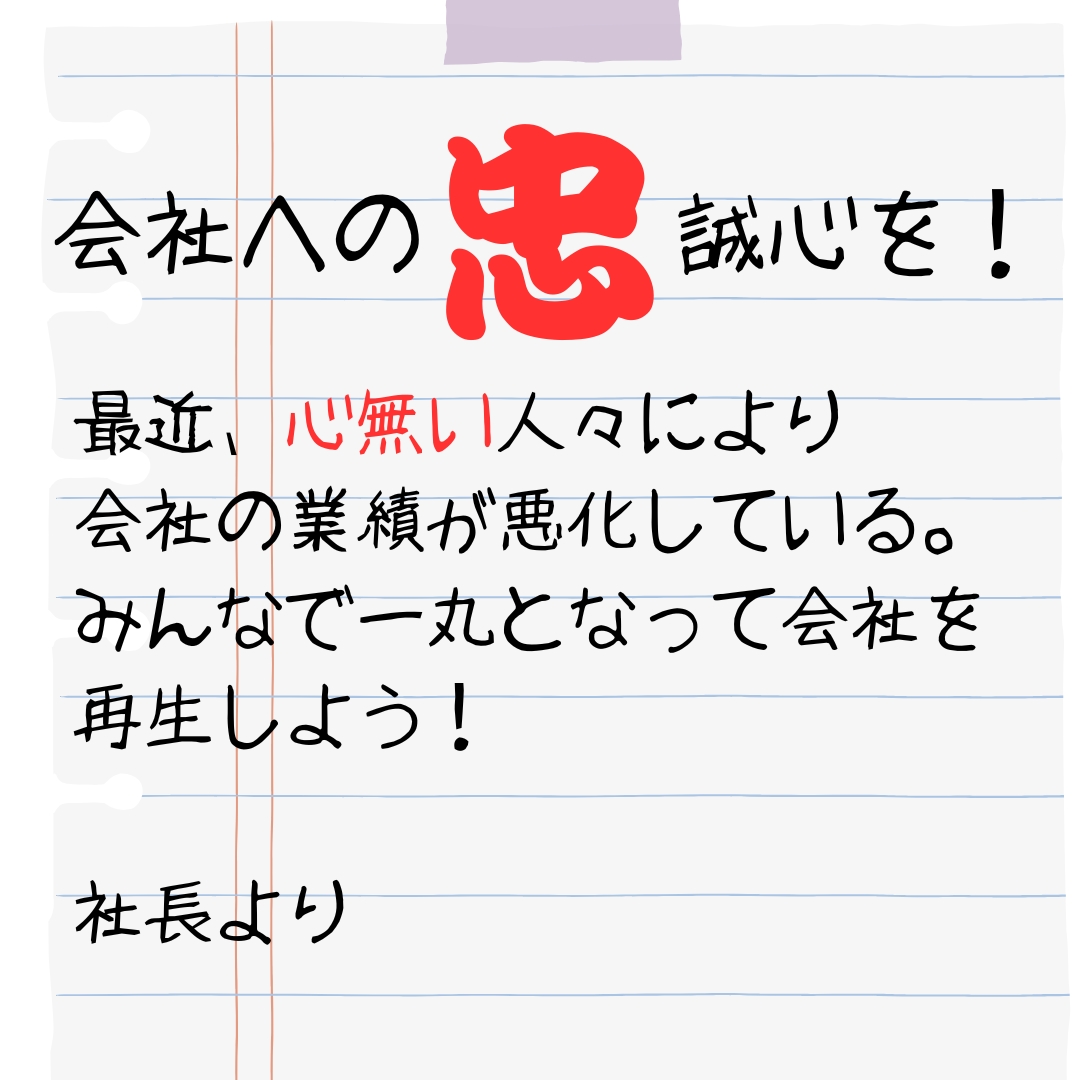 会社への忠誠心を！
最近、心無い人々により
会社の業績が悪化している。
みんなで一丸となって会社を
再生しよう！
社長より